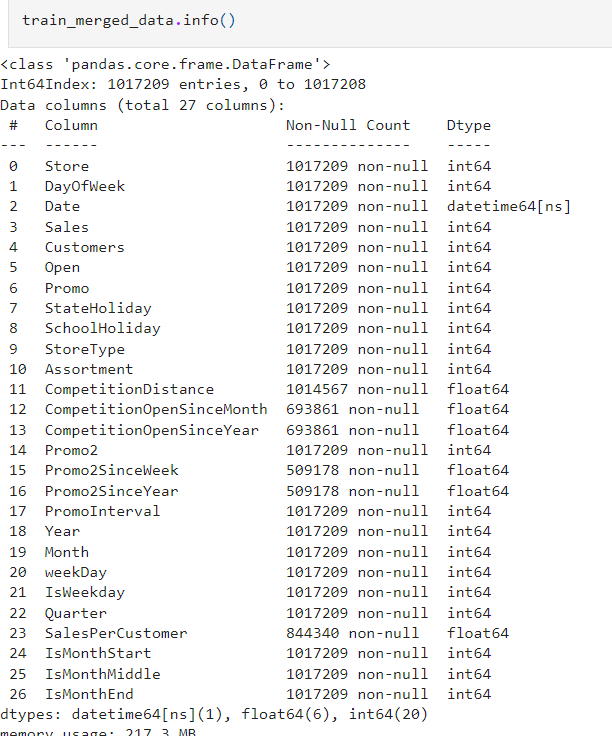 train_merged_data.info()
<class 'pandas.core.frame.DataFrame'>
Int64Index: 1017209 entries, 0 to 1017208
Data columns (total 27 columns):
 #   Column                     Non-Null Count    Dtype
---  ------                     --------------    -----
 0   Store                      1017209 non-null  int64
 1   DayOfWeek                  1017209 non-null  int64
 2   Date                       1017209 non-null  datetime64[ns]
 3   Sales                      1017209 non-null  int64
 4   Customers                  1017209 non-null  int64
 5   Open                       1017209 non-null  int64
 6   Promo                      1017209 non-null  int64
 7   StateHoliday               1017209 non-null  int64
 8   SchoolHoliday              1017209 non-null  int64
 9   StoreType                  1017209 non-null  int64
 10  Assortment                 1017209 non-null  int64
 11  CompetitionDistance        1014567 non-null  float64
 12  CompetitionOpenSinceMonth  693861 non-null   float64
 13  CompetitionOpenSinceYear   693861 non-null   float64
 14  Promo2                     1017209 non-null  int64
 15  Promo2SinceWeek            509178 non-null   float64
 16  Promo2SinceYear            509178 non-null   float64
 17  PromoInterval              1017209 non-null  int64
 18  Year                       1017209 non-null  int64
 19  Month                      1017209 non-null  int64
 20  weekDay                    1017209 non-null  int64
 21  IsWeekday                  1017209 non-null  int64
 22  Quarter                    1017209 non-null  int64
 23  SalesPerCustomer           844340 non-null   float64
 24  IsMonthStart               1017209 non-null  int64
 25  IsMonthMiddle              1017209 non-null  int64
 26  IsMonthEnd                 1017209 non-null  int64
dtypes: datetime64[ns](1), float64(6), int64(20)
memory usage: 217.3 MB